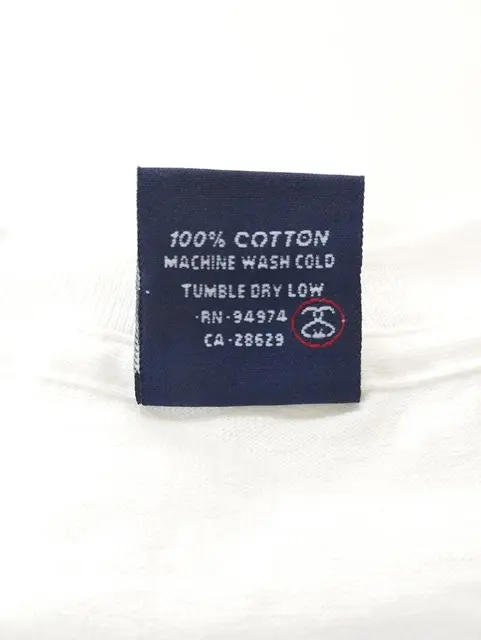 100% COTTON
MACHINE WASH COLD
TUMBLE DRY LOW
·RN·94974
CA·28629